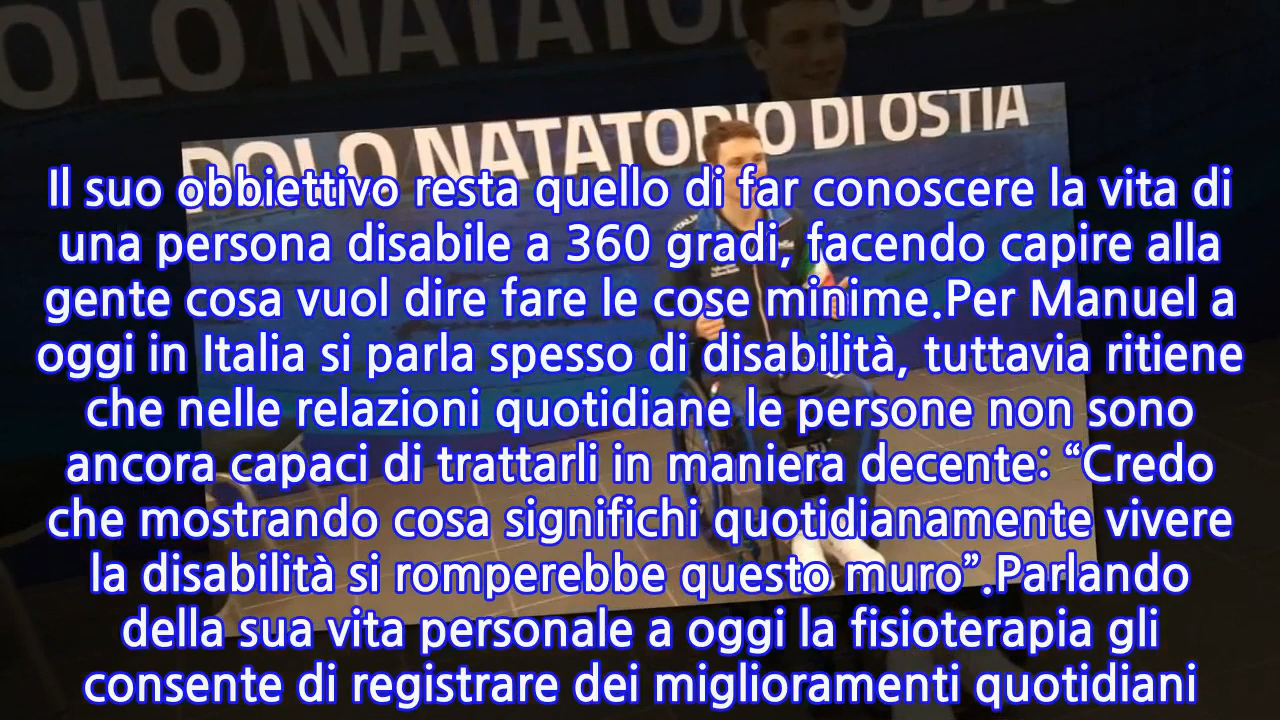 OLO NATATORIO DI O
POLO NATATORIO DI OSTIA
Il suo obbiettivo resta quello di far conoscere la vita di
una persona disabile a 360 gradi, facendo capire alla
gente cosa vuol dire fare le cose minime.Per Manuel a
oggi in Italia si parla spesso di disabilità, tuttavia ritiene
che nelle relazioni quotidiane le persone non sono
ancora capaci di trattarli in maniera decente: “Credo
che mostrando cosa significhi quotidianamente vivere
la disabilità si romperebbe questo muro”.Parlando
della sua vita personale a oggi la fisioterapia gli
consente di registrare dei miglioramenti quotidiani